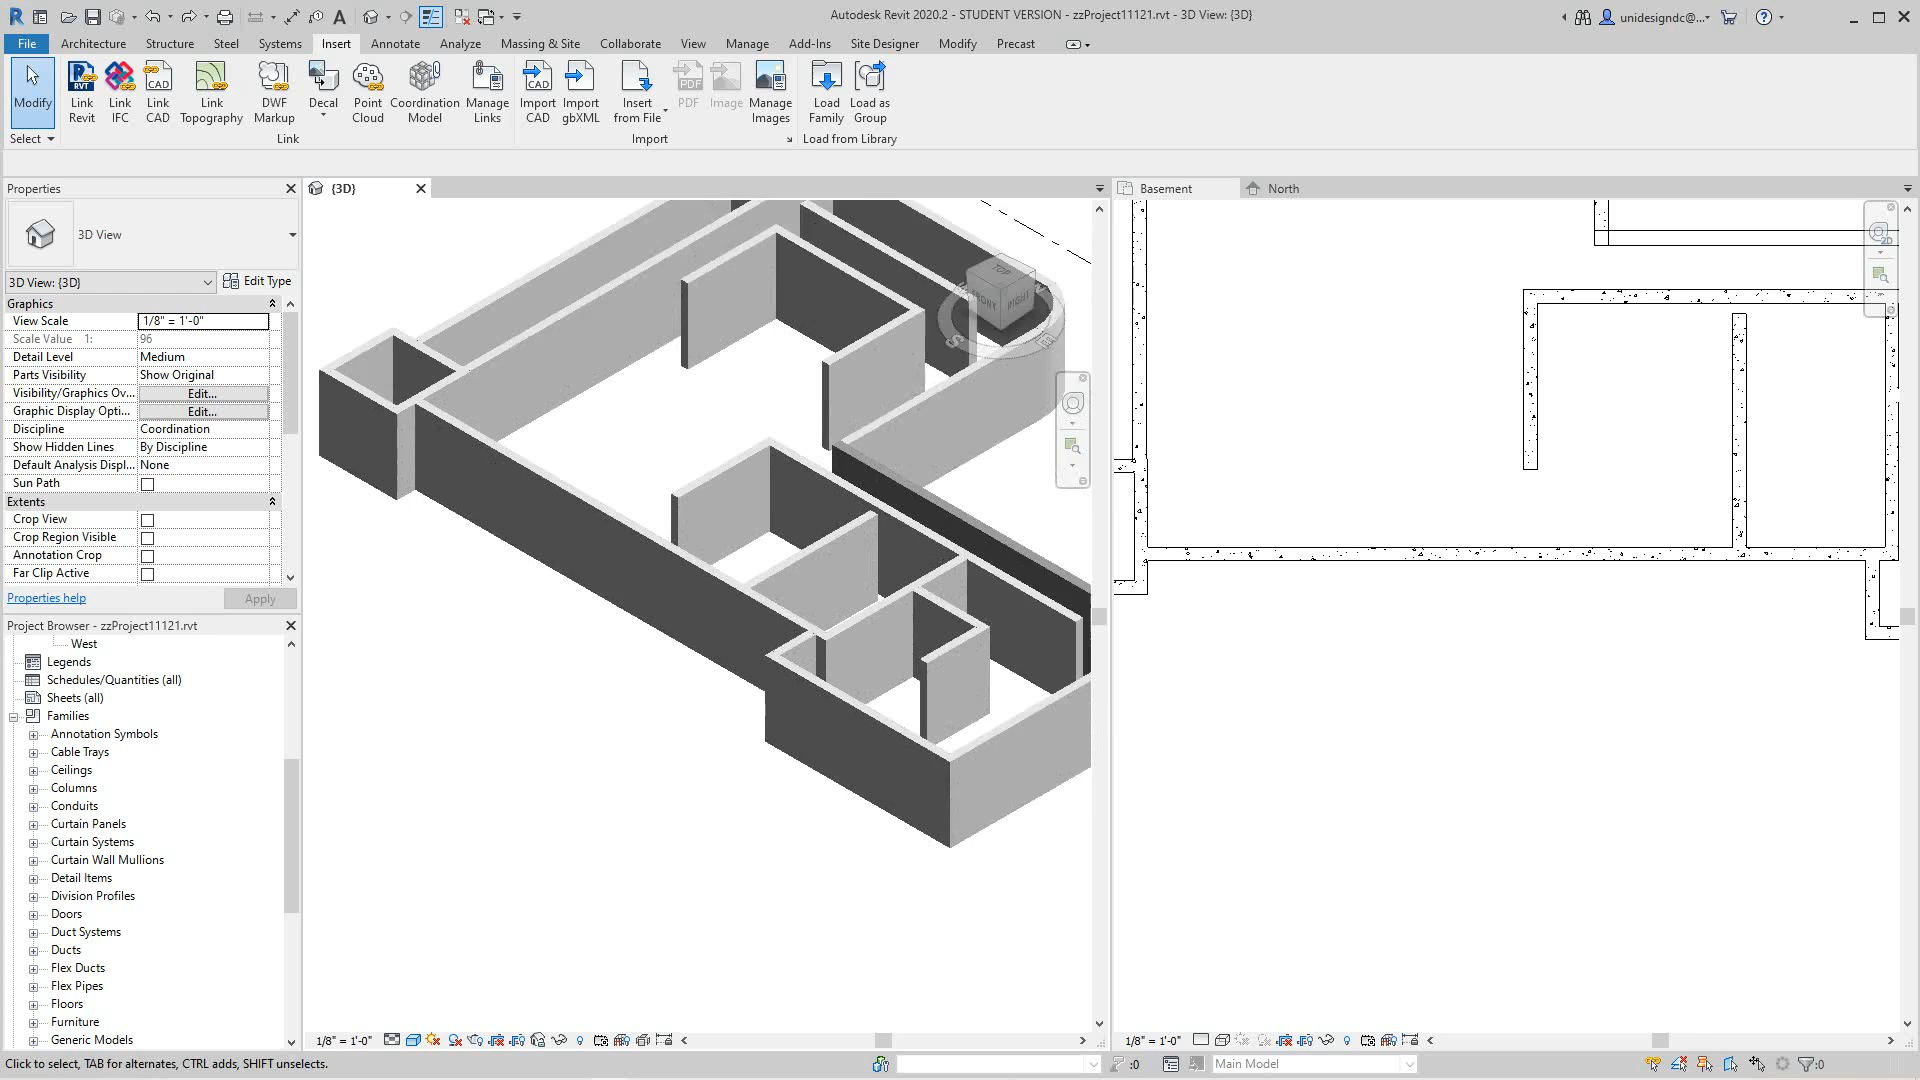 Autodesk Revit 2020.2 - STUDENT VERSION - zzProject11121.rvt - 3D View: {3D}
unidesigndc@...
File Architecture Structure Steel Systems Insert Annotate Analyze Massing & Site Collaborate View Manage Add-Ins Site Designer Modify Precast
Modify
Link Revit
Link IFC
Link CAD
Link Topography
DWF Markup
Decal
Point Cloud
Coordination Model
Manage Links
Import CAD
Import gbXML
Insert from File
PDF
Image
Manage Images
Load Family
Load as Group
Select Link Import Load from Library
Properties
3D View
3D View: {3D} Edit Type
Graphics
View Scale 1/8" = 1'-0"
Scale Value 1: 96
Detail Level Medium
Parts Visibility Show Original
Visibility/Graphics Ov... Edit...
Graphic Display Opti... Edit...
Discipline Coordination
Show Hidden Lines By Discipline
Default Analysis Displ... None
Sun Path
Extents
Crop View
Crop Region Visible
Annotation Crop
Far Clip Active
Properties help Apply
Project Browser - zzProject11121.rvt
West
Legends
Schedules/Quantities (all)
Sheets (all)
Families
Annotation Symbols
Cable Trays
Ceilings
Columns
Conduits
Curtain Panels
Curtain Systems
Curtain Wall Mullions
Detail Items
Division Profiles
Doors
Duct Systems
Ducts
Flex Ducts
Flex Pipes
Floors
Furniture
Generic Models
{3D}
TOP
FRONT RIGHT
S E
1/8" = 1'-0"
Basement North
2D
1/8" = 1'-0"
Click to select, TAB for alternates, CTRL adds, SHIFT unselects.
:0
Main Model
:0